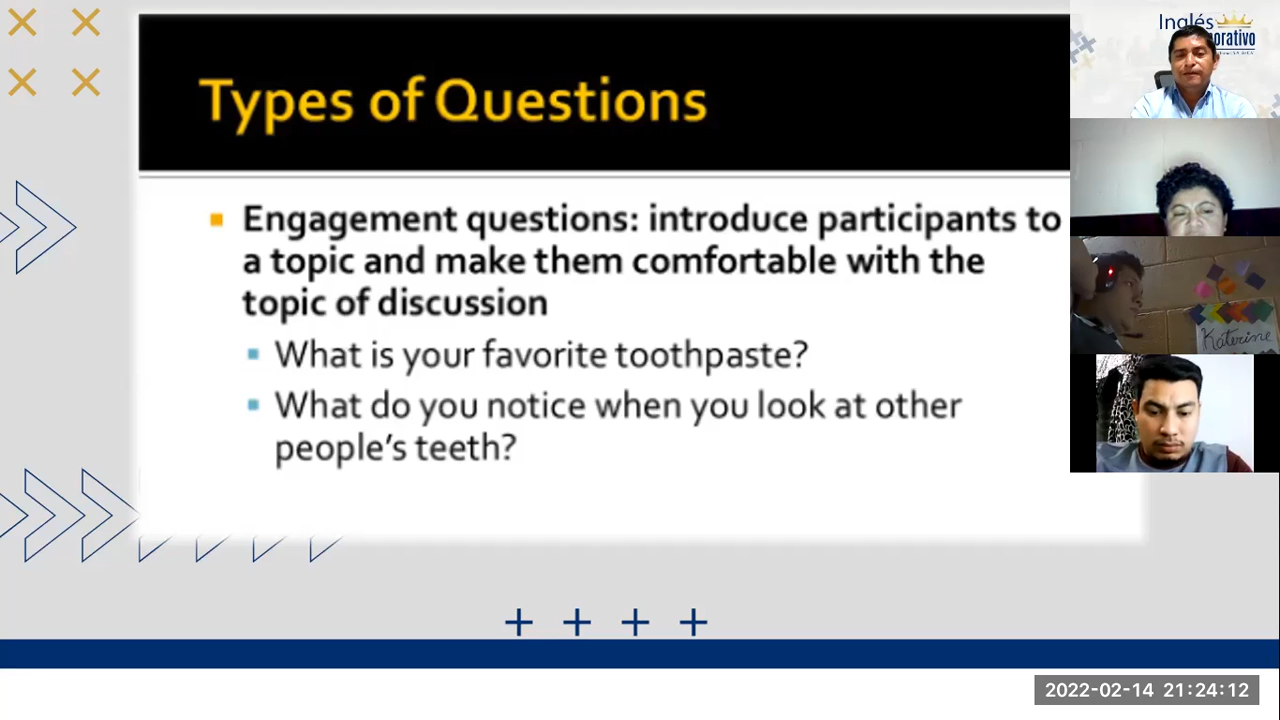 Types of Questions
Engagement questions: introduce participants to
a topic and make them comfortable with the
topic of discussion
What is your favorite toothpaste?
What do you notice when you look at other
people's teeth?
Inglés
Katerine
2022-02-14 21:24:12